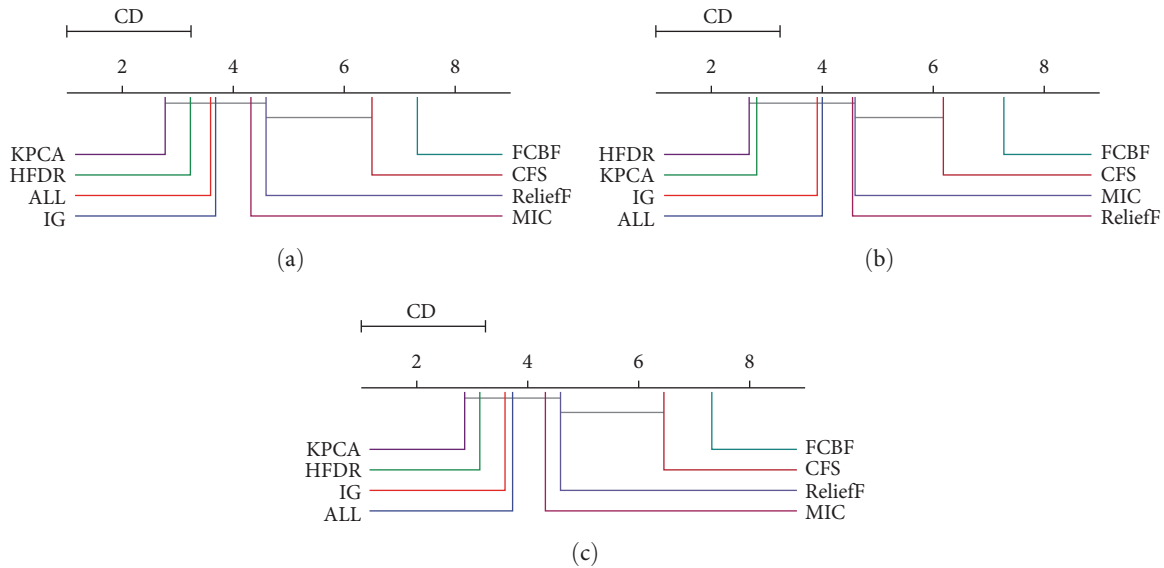 CD
2 4 6 8
KPCA FCBF
HFDR CFS
ALL ReliefF
IG MIC
(a)
CD
2 4 6 8
HFDR FCBF
KPCA CFS
IG MIC
ALL ReliefF
(b)
CD
2 4 6 8
KPCA FCBF
HFDR CFS
IG ReliefF
ALL MIC
(c)